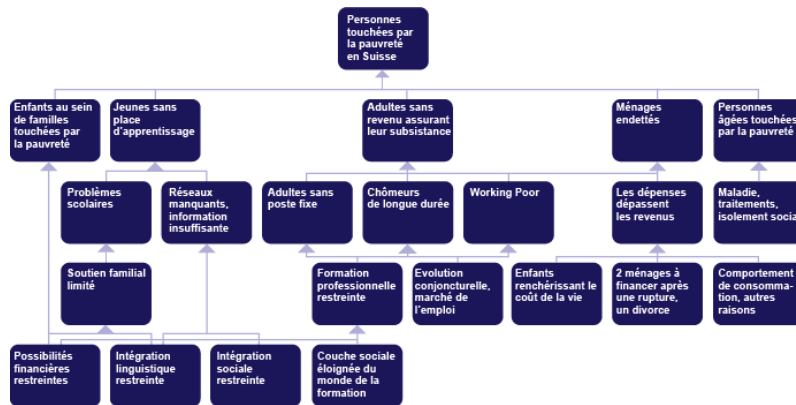 Personnes
touchées par
la pauvreté
en Suisse
Enfants au sein
de familles
touchées par
la pauvreté
Jeunes sans
place
d'apprentissage
Adultes sans
revenu assurant
leur subsistance
Ménages
endettés
Personnes
âgées touchées
par la pauvreté
Problèmes
scolaires
Réseaux
manquants,
information
insuffisante
Adultes sans
poste fixe
Chômeurs
de longue durée
Working Poor
Les dépenses
dépassent
les revenus
Maladie,
traitements,
isolement social
Soutien familial
limité
Formation
professionnelle
restreinte
Evolution
conjoncturelle,
marché de
l'emploi
Enfants
renchérissant le
coût de la vie
2 ménages à
financer après
une rupture,
un divorce
Comportement
de consomma-
tion, autres
raisons
Possibilités
financières
restreintes
Intégration
linguistique
restreinte
Intégration
sociale
restreinte
Couche sociale
éloignée du
monde de la
formation